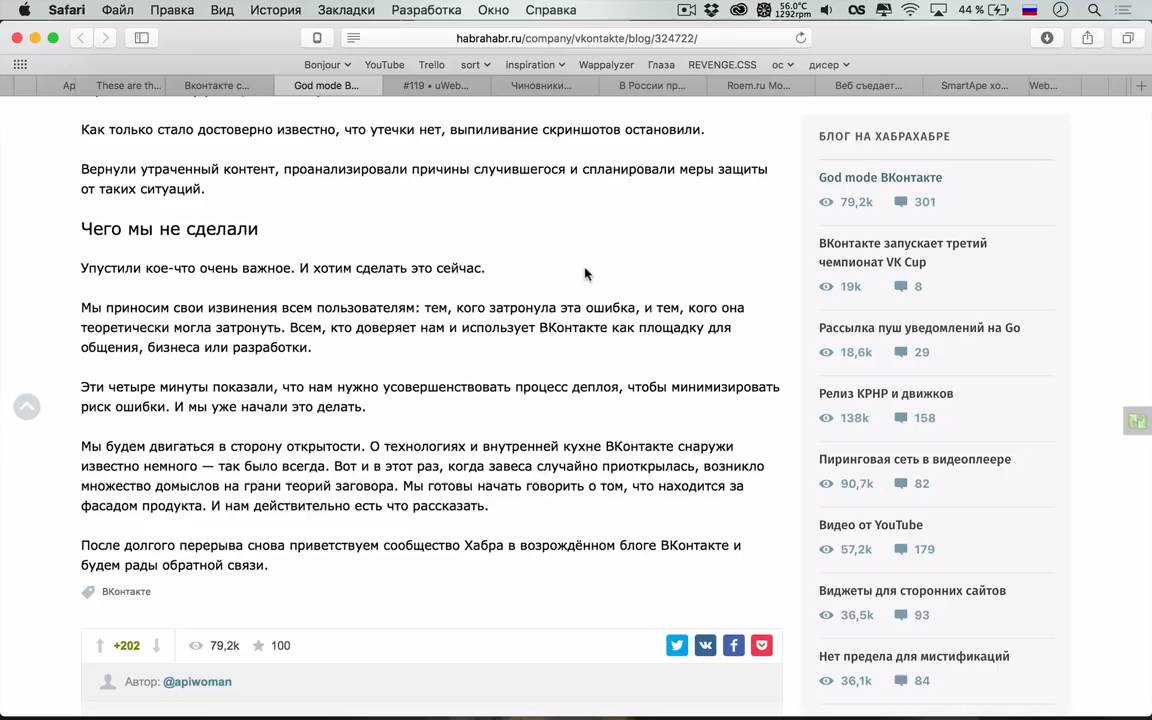 Safari Файл Правка Вид История Закладки Разработка Окно Справка 56.0°C 1292rpm OS 44 %
habrahabr.ru/company/vkontakte/blog/324722/
Bonjour YouTube Trello sort inspiration Wappalyzer Глаза REVENGE.CSS ос дисер
Ap These are th... Вконтакте с... God mode В... #119 • uWeb... Чиновники... В России пр... Roem.ru Mo... Веб съедает... SmartApe хо... Web...
Как только стало достоверно известно, что утечки нет, выпиливание скриншотов остановили.
Вернули утраченный контент, проанализировали причины случившегося и спланировали меры защиты
от таких ситуаций.
Чего мы не сделали
Упустили кое-что очень важное. И хотим сделать это сейчас.
Мы приносим свои извинения всем пользователям: тем, кого затронула эта ошибка, и тем, кого она
теоретически могла затронуть. Всем, кто доверяет нам и использует ВКонтакте как площадку для
общения, бизнеса или разработки.
Эти четыре минуты показали, что нам нужно усовершенствовать процесс деплоя, чтобы минимизировать
риск ошибки. И мы уже начали это делать.
Мы будем двигаться в сторону открытости. О технологиях и внутренней кухне ВКонтакте снаружи
известно немного — так было всегда. Вот и в этот раз, когда завеса случайно приоткрылась, возникло
множество домыслов на грани теорий заговора. Мы готовы начать говорить о том, что находится за
фасадом продукта. И нам действительно есть что рассказать.
После долгого перерыва снова приветствуем сообщество Хабра в возрождённом блоге ВКонтакте и
будем рады обратной связи.
ВКонтакте
+202 79,2k 100
Автор: @apiwoman
БЛОГ НА ХАБРАХАБРЕ
God mode ВКонтакте
79,2k 301
ВКонтакте запускает третий
чемпионат VK Cup
19k 8
Рассылка пуш уведомлений на Go
18,6k 29
Релиз KPHP и движков
138k 158
Пиринговая сеть в видеоплеере
90,7k 82
Видео от YouTube
57,2k 179
Виджеты для сторонних сайтов
36,5k 93
Нет предела для мистификаций
36,1k 84